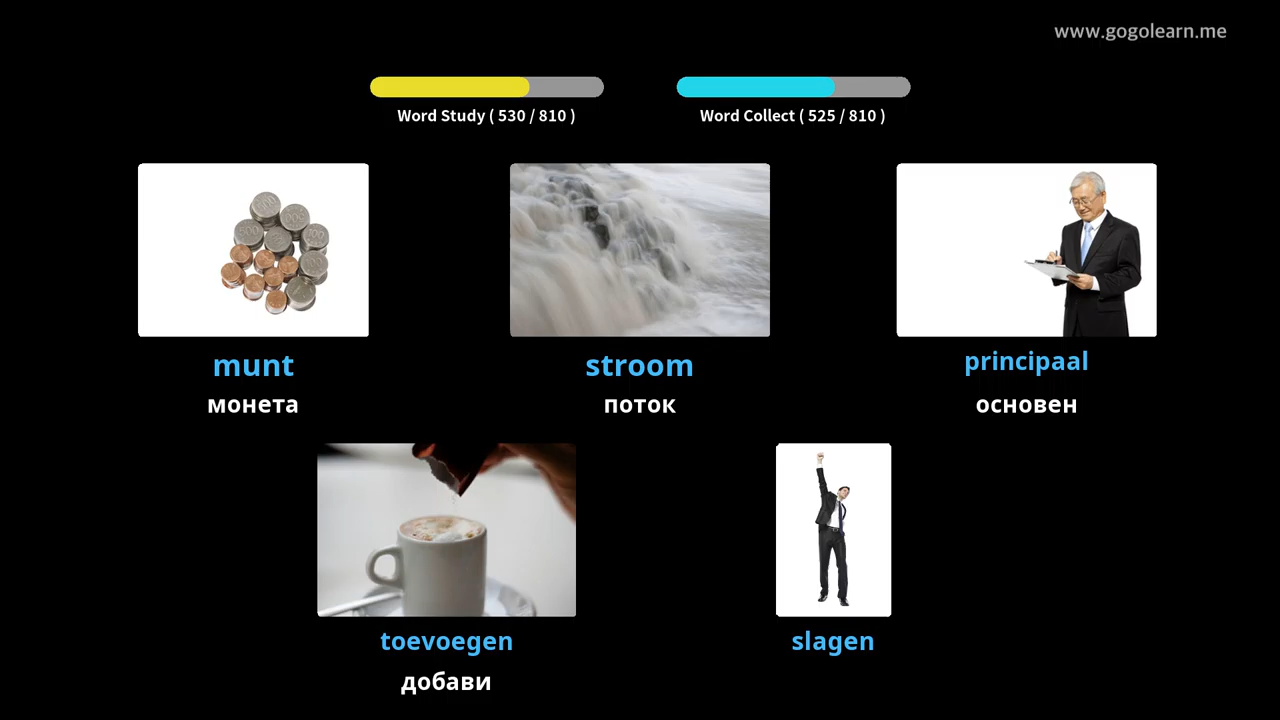 www.gogolearn.me
Word Study ( 530 / 810 )
Word Collect ( 525 / 810 )
munt
монета
stroom
поток
principaal
основен
toevoegen
добави
slagen